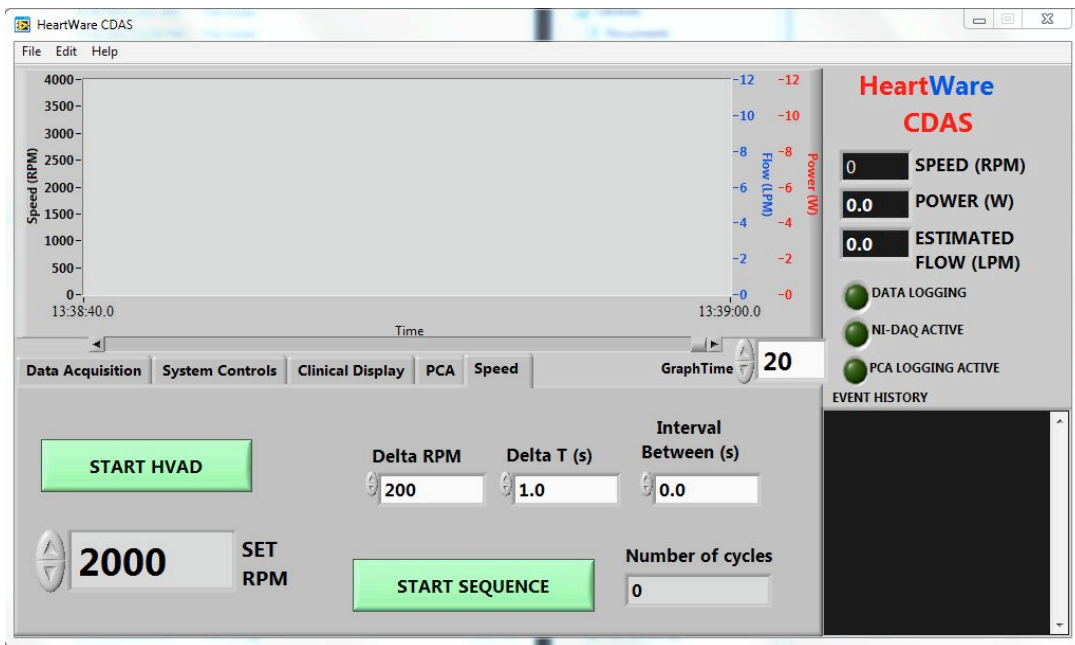 HeartWare CDAS
File Edit Help
4000
3500
3000
2500
2000
1500
1000
500
0
Speed (RPM)
13:38:40.0
13:39:00.0
Time
12
10
8
6
4
2
0
Flow (LPM)
12
10
8
6
4
2
0
Power (W)
HeartWare
CDAS
0 SPEED (RPM)
0.0 POWER (W)
0.0 ESTIMATED
FLOW (LPM)
DATA LOGGING
NI-DAQ ACTIVE
PCA LOGGING ACTIVE
EVENT HISTORY
Data Acquisition System Controls Clinical Display PCA Speed
GraphTime 20
START HVAD
2000 SET
RPM
Delta RPM
200
Delta T (s)
1.0
Interval
Between (s)
0.0
START SEQUENCE
Number of cycles
0